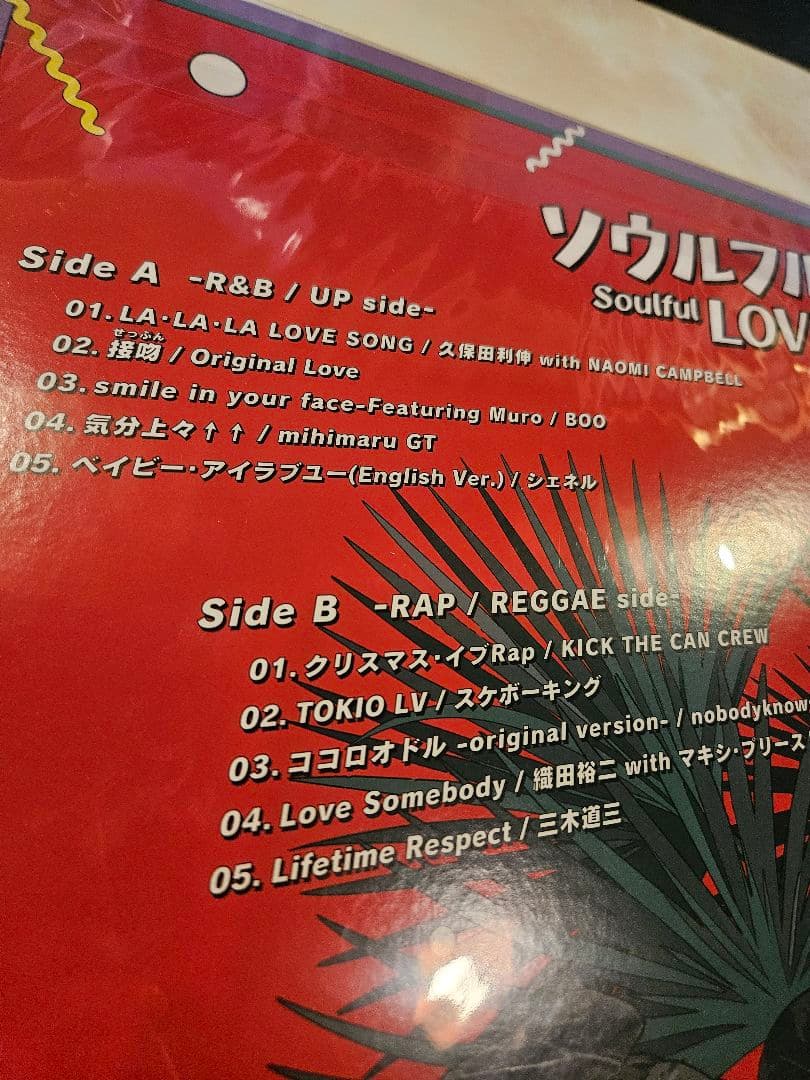 ソウルフル
Soulful LOV
Side A -R&B / UP side-
01. LA・LA・LA LOVE SONG / 久保田利伸 with NAOMI CAMPBELL
せっぷん
02. 接吻 / Original Love
03. smile in your face-Featuring Muro / BOO
04. 気分上々↑↑ / mihimaru GT
05. ベイビー・アイラブユー(English Ver.) / シェネル
Side B -RAP / REGGAE side-
01. クリスマス・イブRap / KICK THE CAN CREW
02. TOKIO LV / スケボーキング
03. ココロオドル -original version- / nobodyknows
04. Love Somebody / 織田裕二 with マキシ・プリースト
05. Lifetime Respect / 三木道三